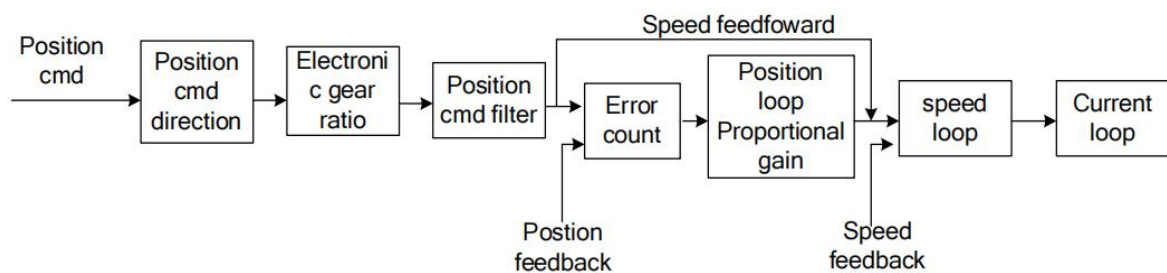 Position
cmd
Position
cmd
direction
Electroni
c gear
ratio
Position
cmd filter
Speed feedfoward
Error
count
Position
loop
Proportional
gain
speed
loop
Current
loop
Postion
feedback
Speed
feedback